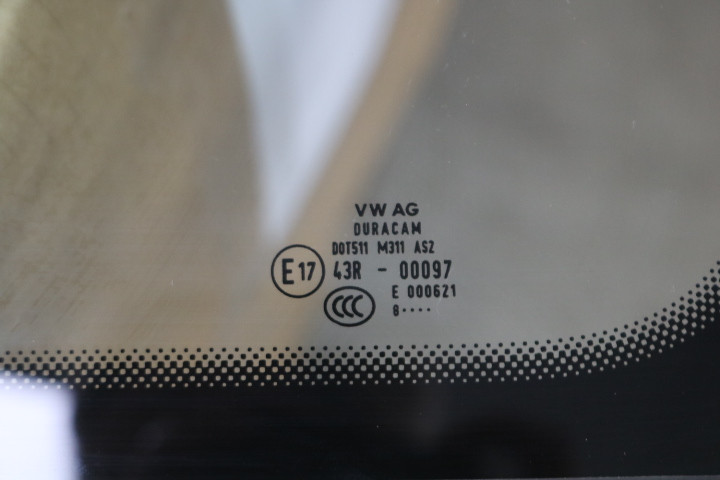 VW AG
DURACAM
DOT511 M311 AS2
E17 43R - 00097
CCC E 000621
8····